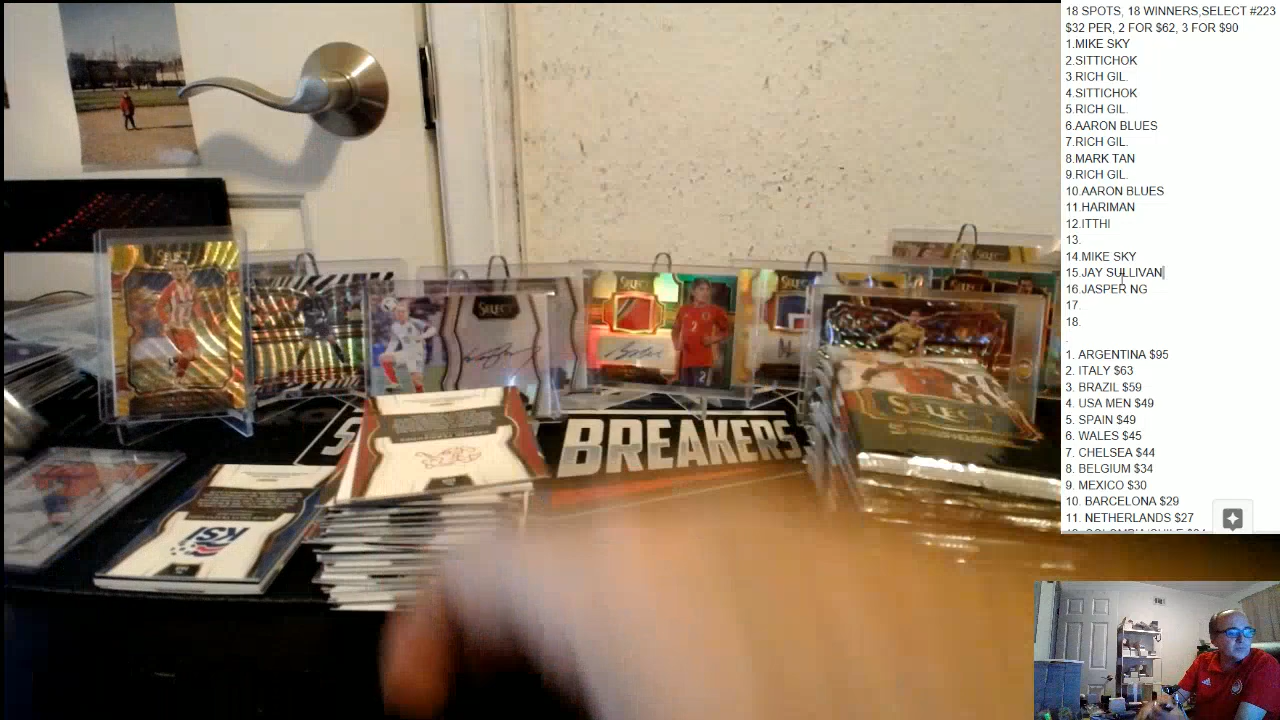 18 SPOTS, 18 WINNERS,SELECT #223
$32 PER, 2 FOR $62, 3 FOR $90
1.MIKE SKY
2.SITTICHOK
3.RICH GIL.
4.SITTICHOK
5 RICH GIL.
6.AARON BLUES
7.RICH GIL.
8.MARK TAN
9.RICH GIL.
10.AARON BLUES
11 HARIMAN
12.ITTHI
13.
14.MIKE SKY
15.JAY SULLIVAN
16.JASPER NG
17.
18.
.
1. ARGENTINA $95
2. ITALY $63
3. BRAZIL $59
4. USA MEN $49
5. SPAIN $49
6. WALES $45
7. CHELSEA $44
8. BELGIUM $34
9. MEXICO $30
10. BARCELONA $29
11. NETHERLANDS $27
SELECT
SELECT
SELECT
BREAKERS
KSI